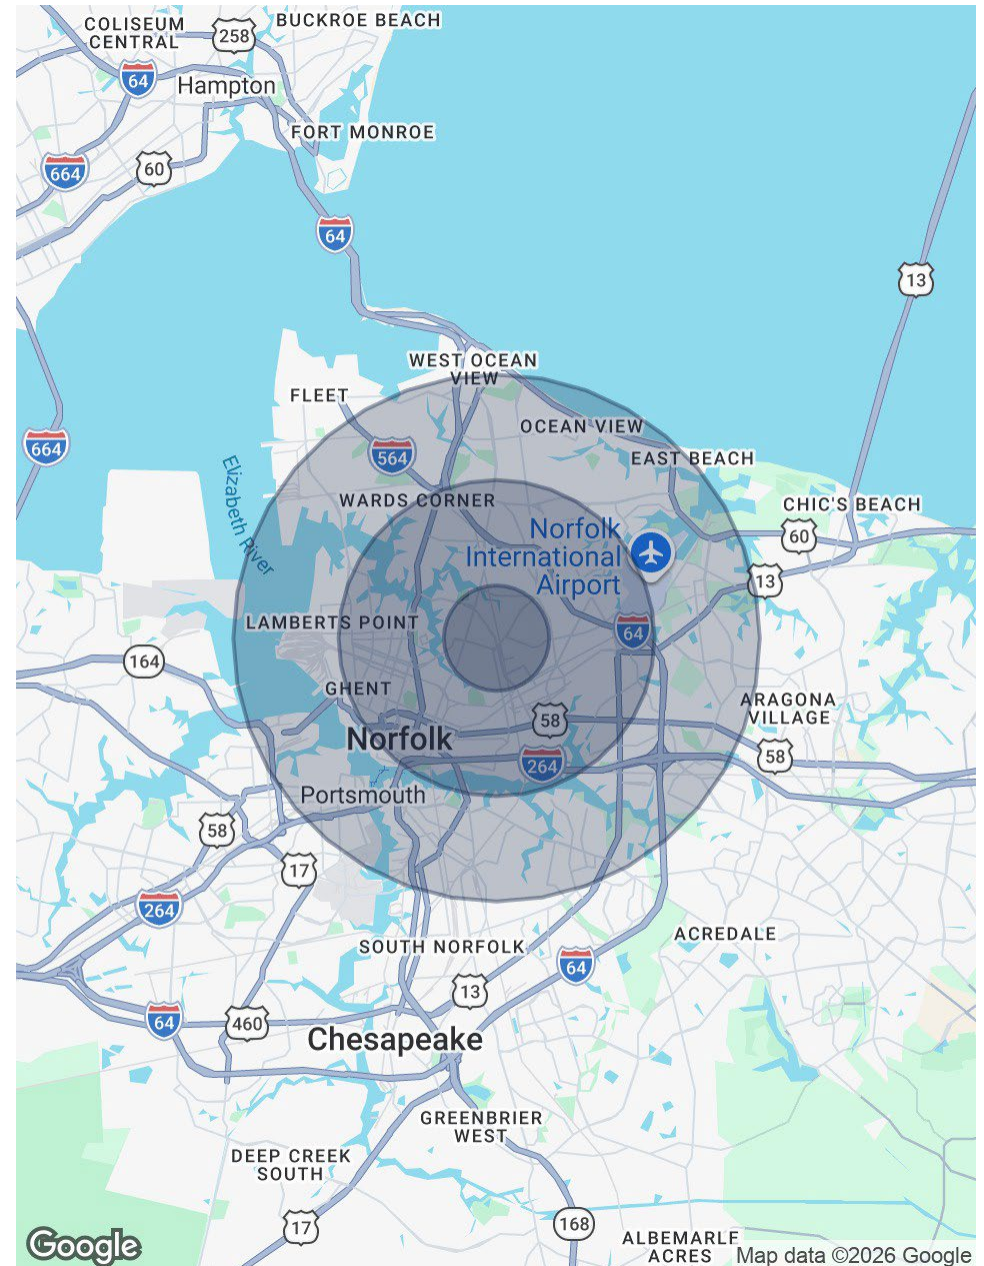 COLISEUM
CENTRAL
BUCKROE BEACH
258
64
Hampton
FORT MONROE
664
60
64
13
WEST OCEAN
VIEW
FLEET
OCEAN VIEW
664
564
EAST BEACH
WARDS CORNER
CHIC'S BEACH
Elizabeth River
Norfolk
International
Airport
60
13
LAMBERTS POINT
64
164
GHENT
ARAGONA
VILLAGE
58
Norfolk
58
264
Portsmouth
58
17
264
ACREDALE
SOUTH NORFOLK
64
13
64
460
Chesapeake
GREENBRIER
WEST
DEEP CREEK
SOUTH
17
168
ALBEMARLE
ACRES
Google
Map data ©2026 Google